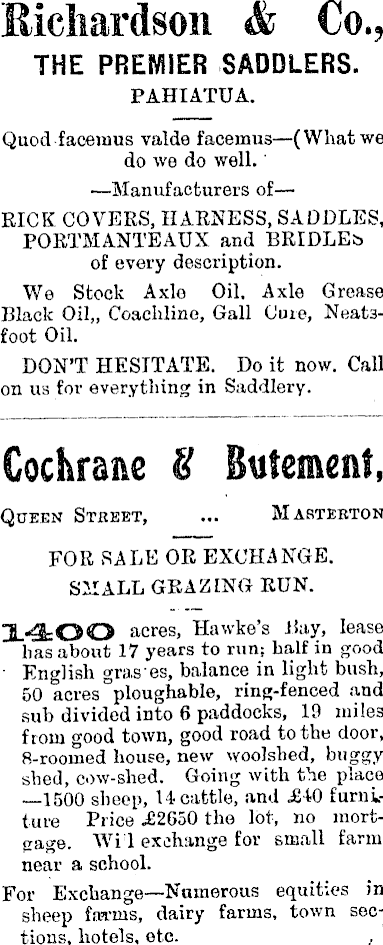 Richardson & Co.,
THE PREMIER SADDLERS.
PAHIATUA.
Quod facemus valde facemus—(What we
do we do well.
—Manufacturers of—
RICK COVERS, HARNESS, SADDLES,
PORTMANTEAUX and BRIDLES
of every description.
We Stock Axle Oil, Axle Grease
Black Oil,, Coachline, Gall Cure, Neats-
foot Oil.
DON'T HESITATE. Do it now. Call
on us for everything in Saddlery.
Cochrane & Butement,
QUEEN STREET, ... MASTERTON
FOR SALE OR EXCHANGE.
SMALL GRAZING RUN.
1400 acres, Hawke's Bay, lease
has about 17 years to run; half in good
English grasses, balance in light bush,
50 acres ploughable, ring-fenced and
sub divided into 6 paddocks, 19 miles
from good town, good road to the door,
8-roomed house, new woolshed, buggy
shed, cow-shed. Going with the place
—1500 sheep, 14 cattle, and £40 furni-
ture Price £2650 the lot, no mort-
gage. Will exchange for small farm
near a school.
For Exchange—Numerous equities in
sheep farms, dairy farms, town sec-
tions, hotels, etc.